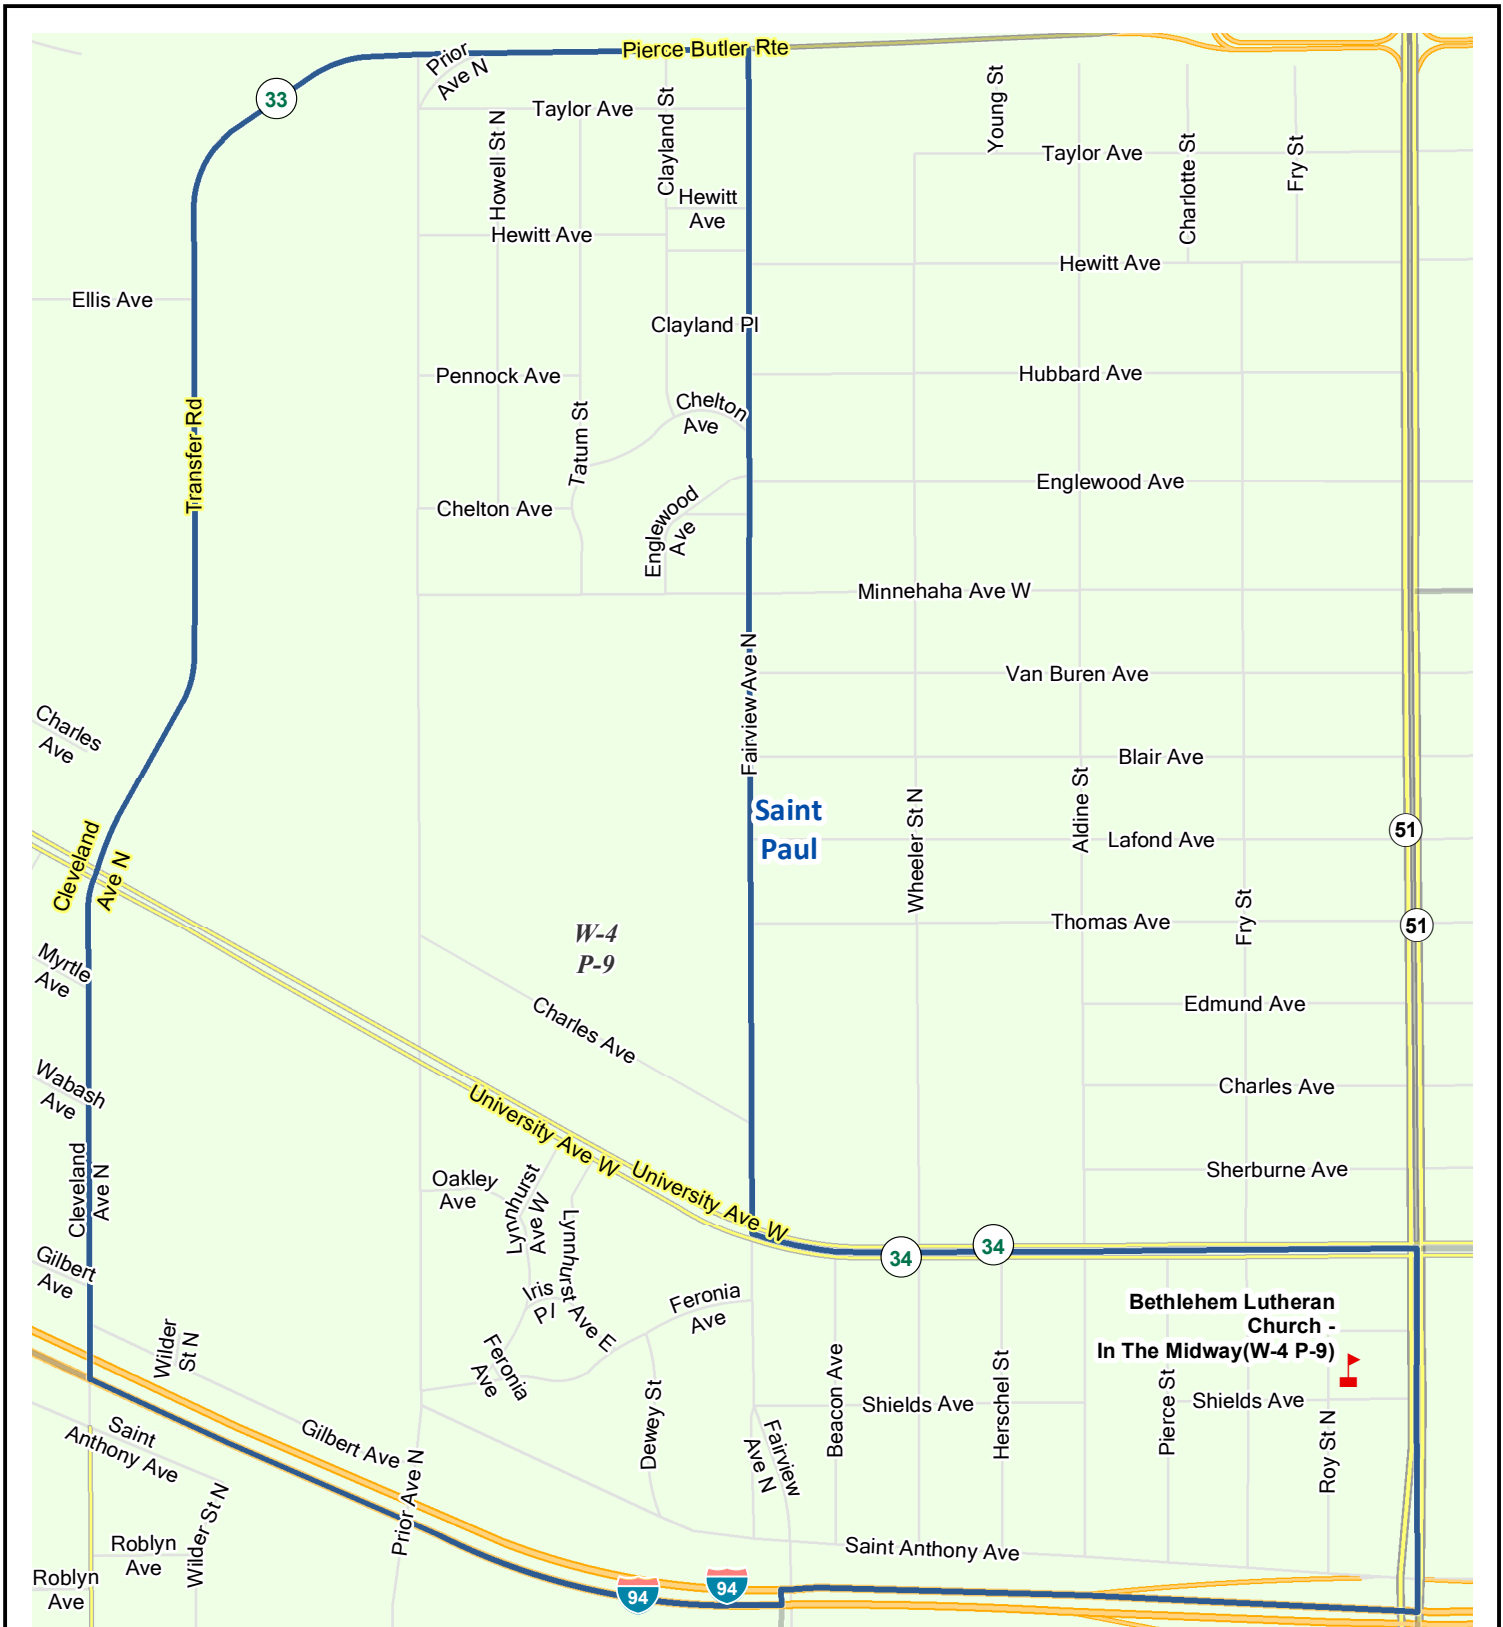 Pierce Butler Rte
Prior
Ave N
33
Taylor Ave
Clayland St
Young St
Howell St N
Taylor Ave
Charlotte St
Fry St
Hewitt
Ave
Hewitt Ave
Hewitt Ave
Ellis Ave
Clayland Pl
Pennock Ave
Hubbard Ave
Transfer Rd
Tatum St
Chelton
Ave
Englewood Ave
Chelton Ave
Englewood
Ave
Minnehaha Ave W
Fairview Ave N
Van Buren Ave
Charles
Ave
Blair Ave
Saint
Paul
Wheeler St N
Aldine St
Lafond Ave
51
Cleveland
Ave N
Fry St
Thomas Ave
51
W-4
P-9
Myrtle
Ave
Charles Ave
Edmund Ave
Wabash
Ave
Charles Ave
University Ave W
University Ave W
Cleveland
Ave N
Oakley
Ave
Lynnhurst
Ave W
Lynnhurst Ave E
Sherburne Ave
34
34
Gilbert
Ave
Iris
Pl
Feronia
Ave
Bethlehem Lutheran
Church -
In The Midway(W-4 P-9)
Wilder
St N
Feronia
Ave
Dewey St
Fairview
Ave N
Beacon Ave
Shields Ave
Herschel St
Pierce St
Shields Ave
Roy St N
Saint
Anthony Ave
Gilbert Ave
Prior Ave N
Wilder St N
Roblyn
Ave
Saint Anthony Ave
Roblyn
Ave
94
94